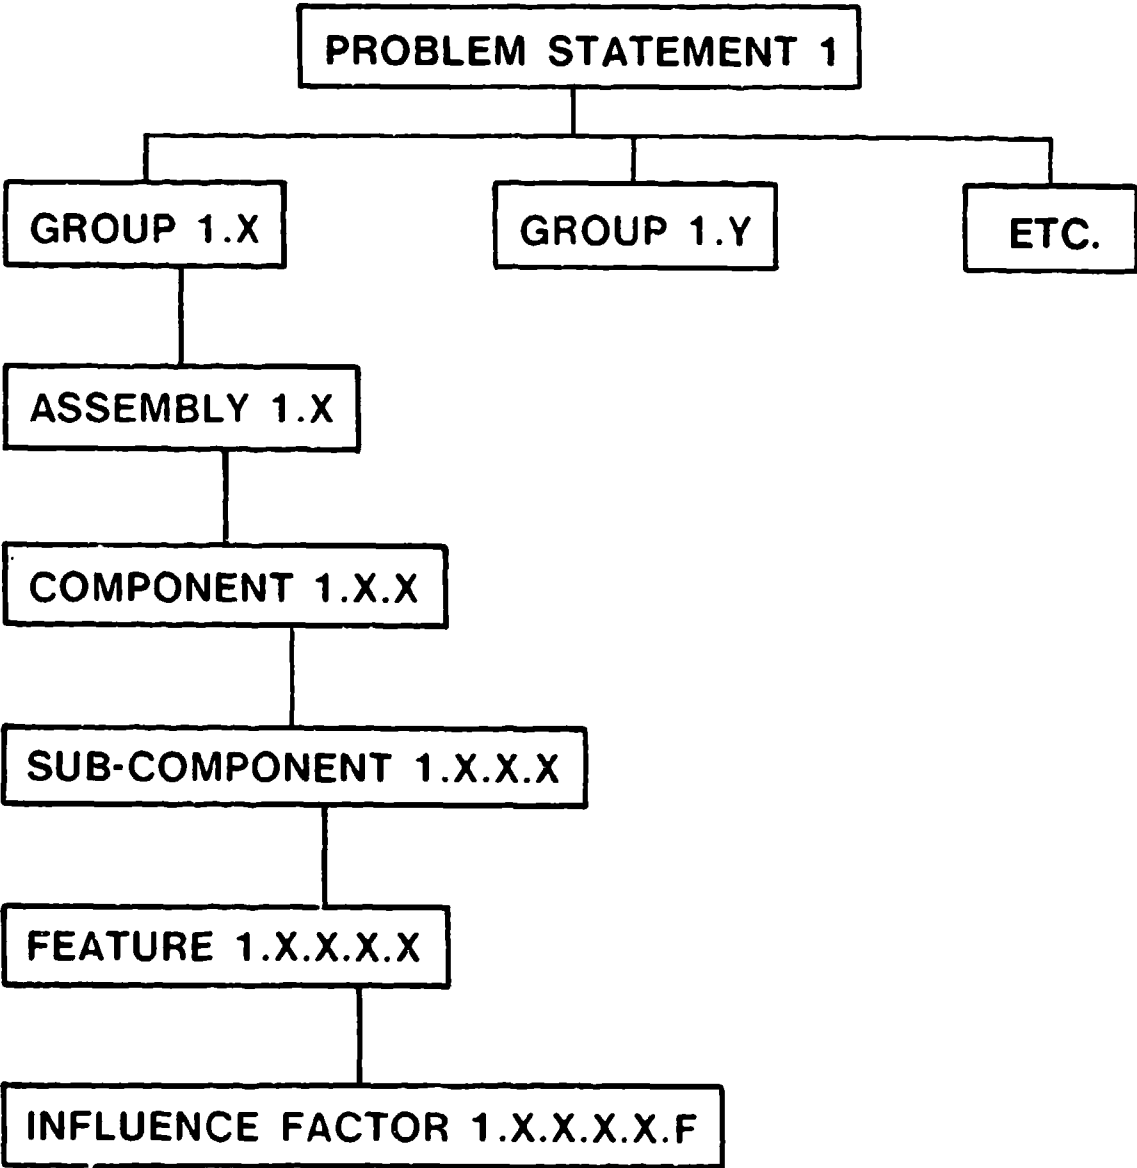 PROBLEM STATEMENT 1
GROUP 1.X
GROUP 1.Y
ETC.
ASSEMBLY 1.X
COMPONENT 1.X.X
SUB-COMPONENT 1.X.X.X
FEATURE 1.X.X.X.X
INFLUENCE FACTOR 1.X.X.X.X.F